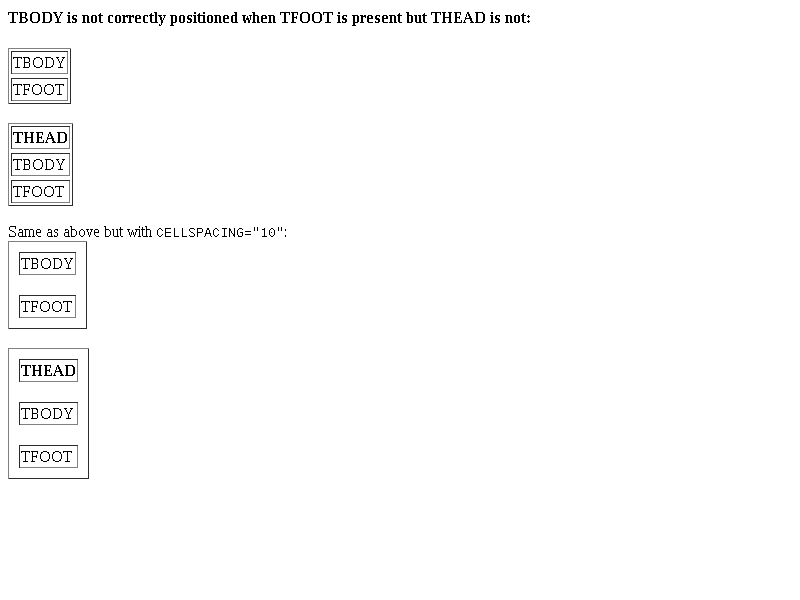 TBODY is not correctly positioned when TFOOT is present but THEAD is not:
TBODY
TFOOT
THEAD
TBODY
TFOOT
Same as above but with CELLSPACING="10":
TBODY
TFOOT
THEAD
TBODY
TFOOT